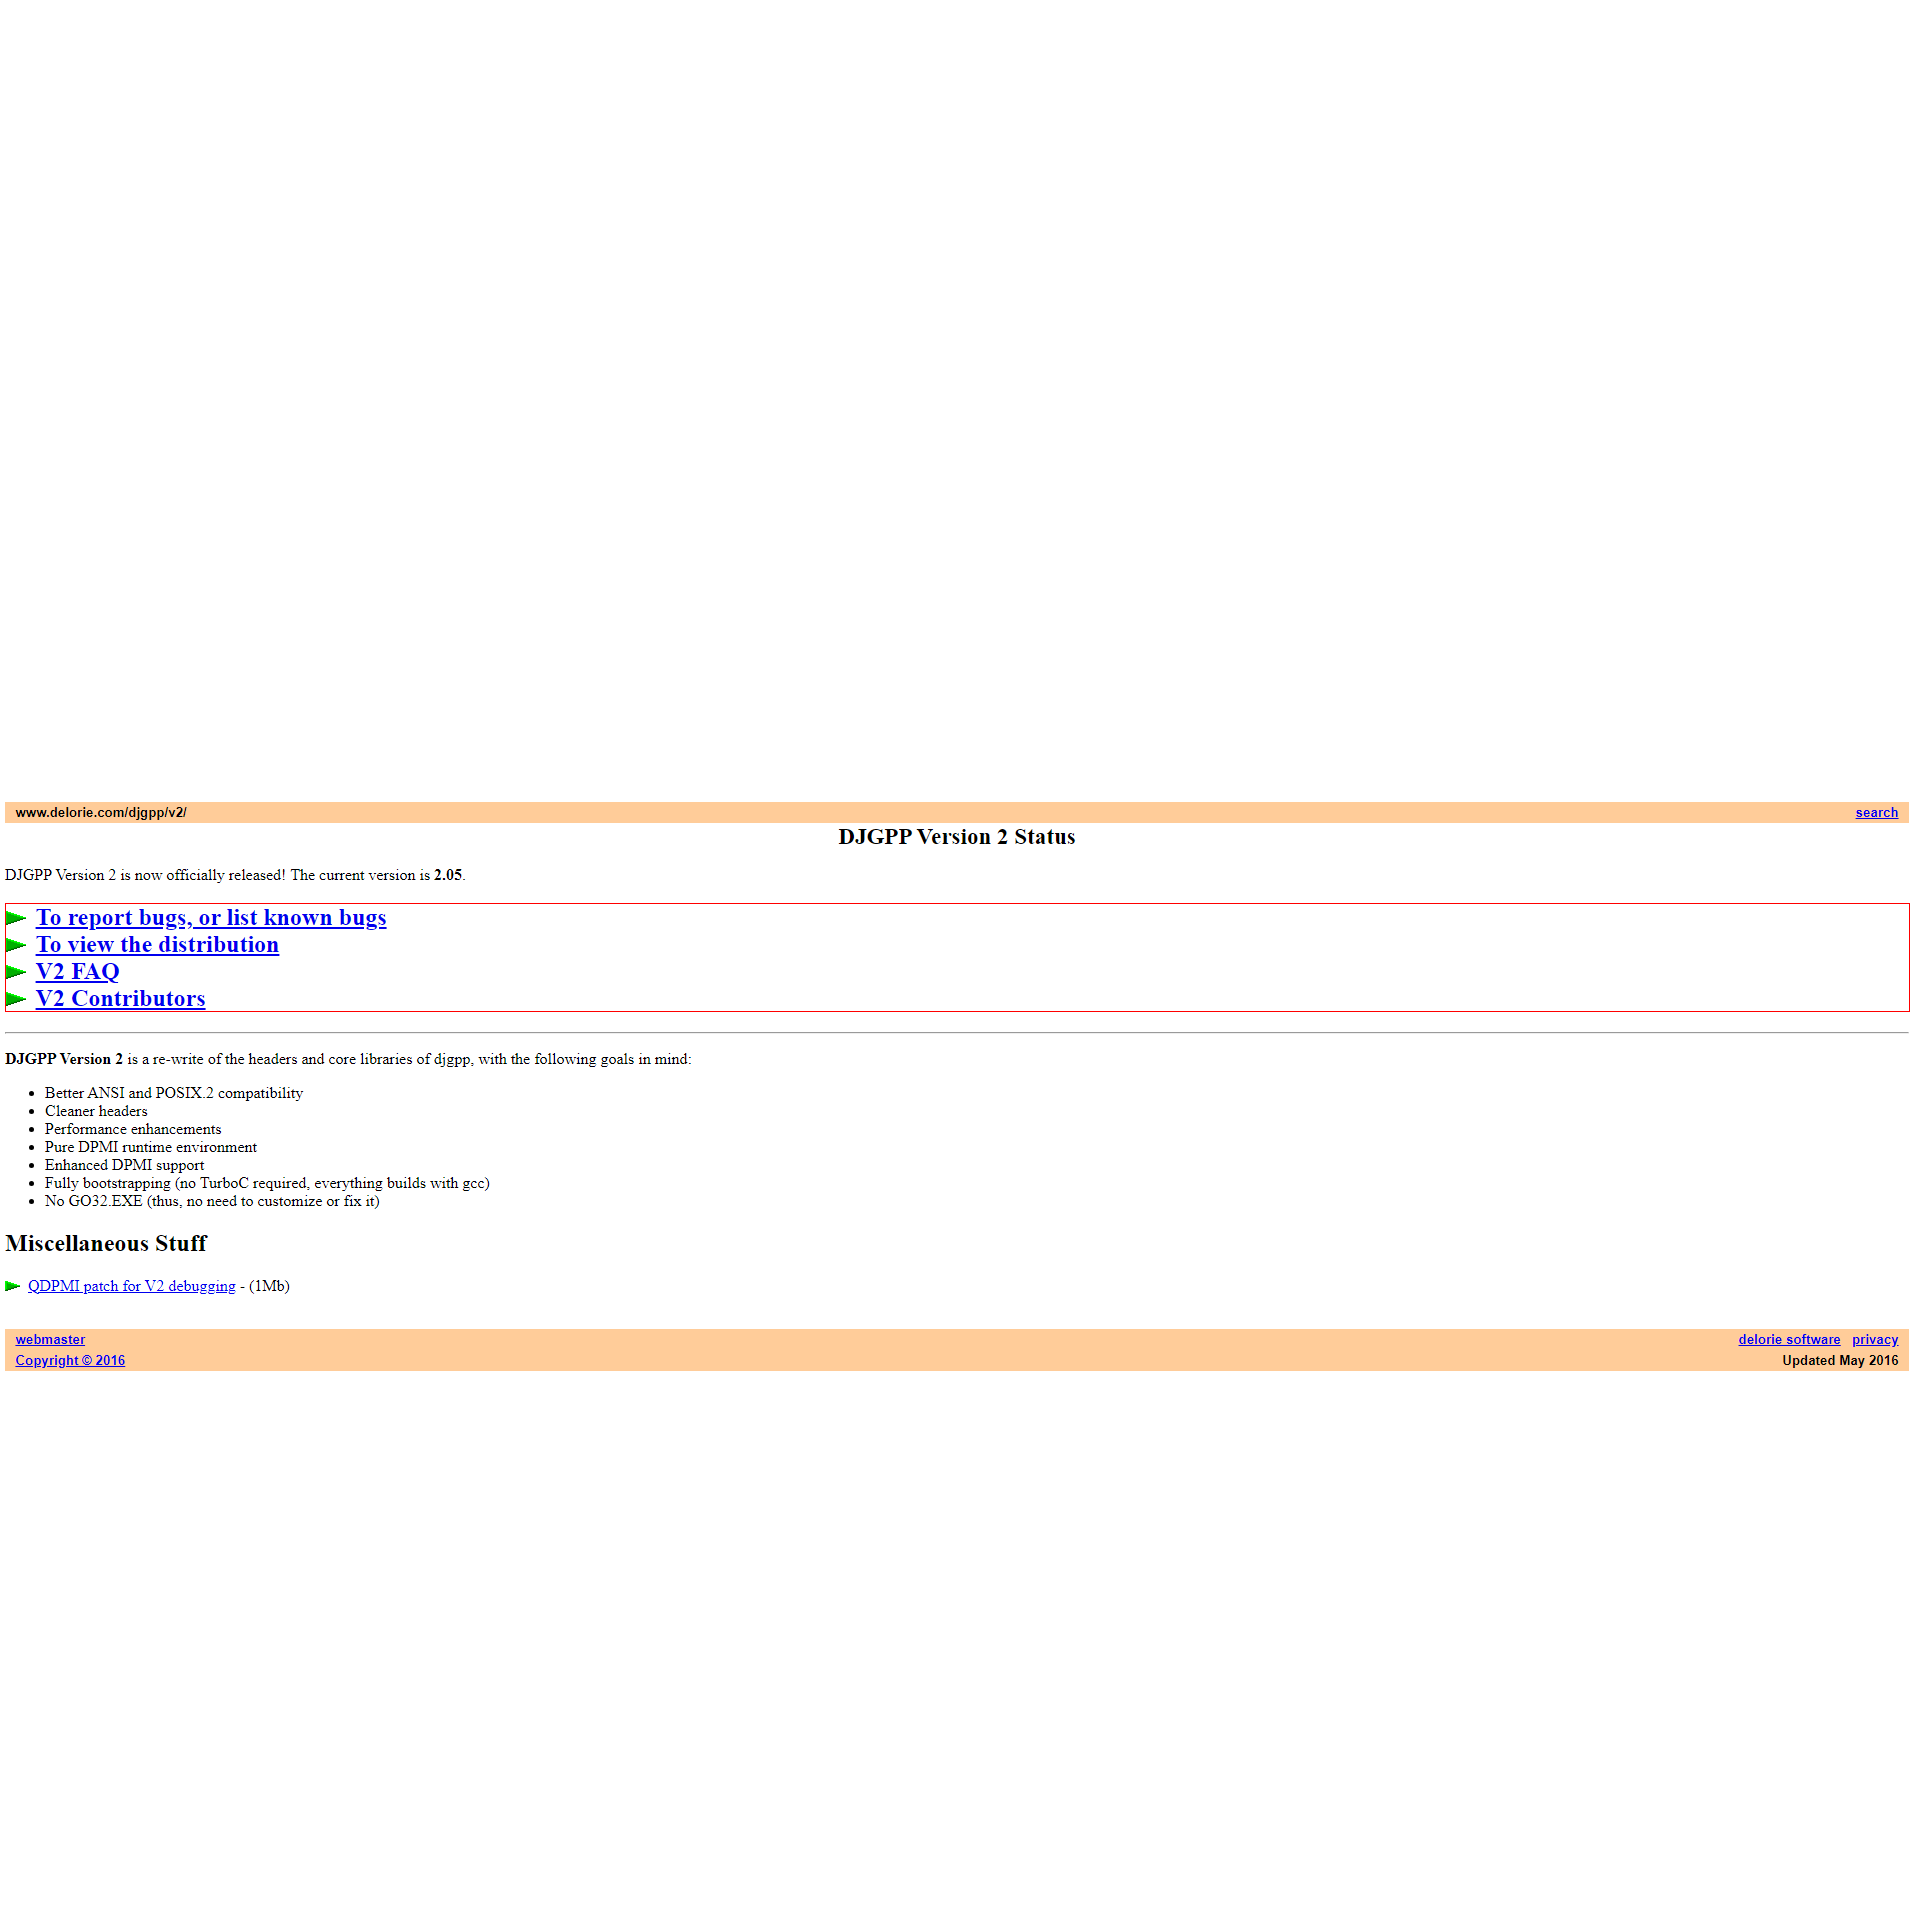 www.delorie.com/djgpp/v2/ search
DJGPP Version 2 Status
DJGPP Version 2 is now officially released! The current version is 2.05.
To report bugs, or list known bugs
To view the distribution
V2 FAQ
V2 Contributors
DJGPP Version 2 is a re-write of the headers and core libraries of djgpp, with the following goals in mind:
Better ANSI and POSIX.2 compatibility
Cleaner headers
Performance enhancements
Pure DPMI runtime environment
Enhanced DPMI support
Fully bootstrapping (no TurboC required, everything builds with gcc)
No GO32.EXE (thus, no need to customize or fix it)
Miscellaneous Stuff
QDPMI patch for V2 debugging - (1Mb)
webmaster delorie software privacy
Copyright © 2016 Updated May 2016